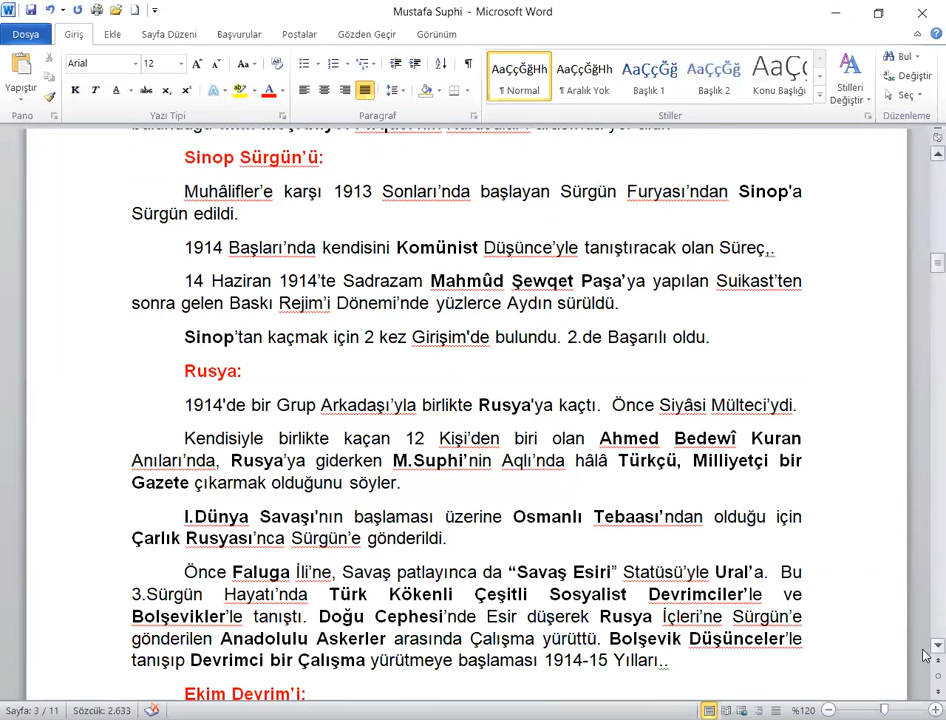 Mustafa Suphi - Microsoft Word
Dosya Giriş Ekle Sayfa Düzeni Başvurular Postalar Gözden Geçir Görünüm
Arial 12
Yapıştır
AaÇçĞğHh AaÇçĞğHh AaÇçĞğ AaÇçĞğ AaÇç
¶ Normal ¶ Aralık Yok Başlık 1 Başlık 2 Konu Başlığı
Stilleri Değiştir
Bul
Değiştir
Seç
Pano Yazı Tipi Paragraf Stiller Düzenleme
Sinop Sürgün’ü:
Muhâlifler’e karşı 1913 Sonları’nda başlayan Sürgün Furyası’ndan Sinop'a
Sürgün edildi.
1914 Başları’nda kendisini Komünist Düşünce’yle tanıştıracak olan Süreç,.
14 Haziran 1914’te Sadrazam Mahmûd Şewqet Paşa’ya yapılan Suikast’ten
sonra gelen Baskı Rejim’i Dönemi’nde yüzlerce Aydın sürüldü.
Sinop’tan kaçmak için 2 kez Girişim'de bulundu. 2.de Başarılı oldu.
Rusya:
1914'de bir Grup Arkadaşı’yla birlikte Rusya'ya kaçtı. Önce Siyâsi Mülteci’ydi.
Kendisiyle birlikte kaçan 12 Kişi’den biri olan Ahmed Bedewî Kuran
Anıları’nda, Rusya’ya giderken M.Suphi’nin Aqlı’nda hâlâ Türkçü, Milliyetçi bir
Gazete çıkarmak olduğunu söyler.
I.Dünya Savaşı'nın başlaması üzerine Osmanlı Tebaası’ndan olduğu için
Çarlık Rusyası’nca Sürgün’e gönderildi.
Önce Faluga İli’ne, Savaş patlayınca da “Savaş Esiri” Statüsü’yle Ural’a. Bu
3.Sürgün Hayatı’nda Türk Kökenli Çeşitli Sosyalist Devrimciler’le ve
Bolşevikler’le tanıştı. Doğu Cephesi’nde Esir düşerek Rusya İçleri’ne Sürgün’e
gönderilen Anadolulu Askerler arasında Çalışma yürüttü. Bolşevik Düşünceler’le
tanışıp Devrimci bir Çalışma yürütmeye başlaması 1914-15 Yılları..
Ekim Devrim’i:
Sayfa: 3 / 11 Sözcük: 2.633 %120